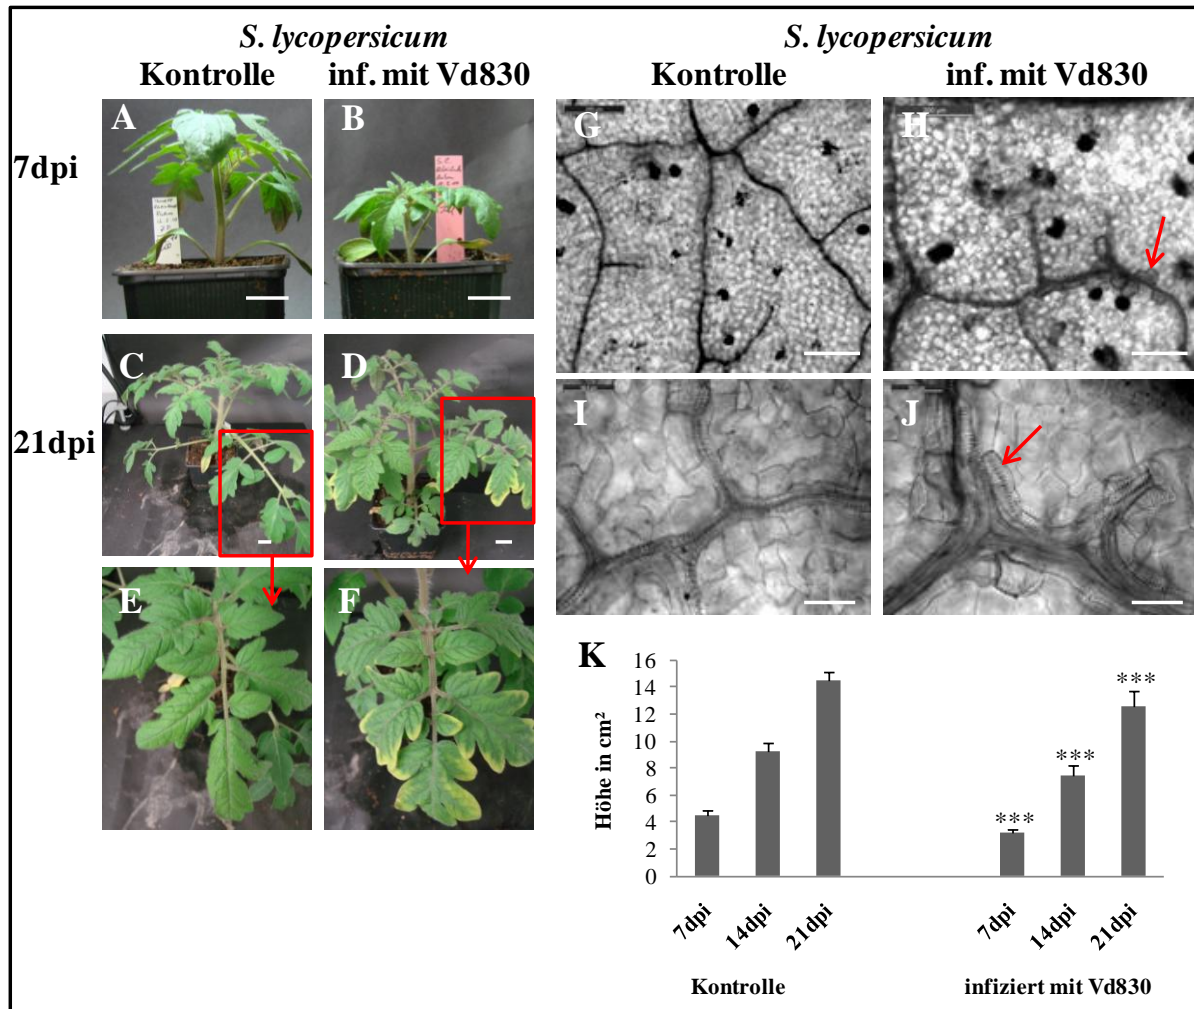 S. lycopersicum
Kontrolle inf. mit Vd830
S. lycopersicum
Kontrolle inf. mit Vd830
7dpi
A
B
G
H
21dpi
C
D
I
J
E
F
K
16
14
12
10
8
6
4
2
0
Höhe in cm²
***
***
***
7dpi
14dpi
21dpi
7dpi
14dpi
21dpi
Kontrolle
infiziert mit Vd830